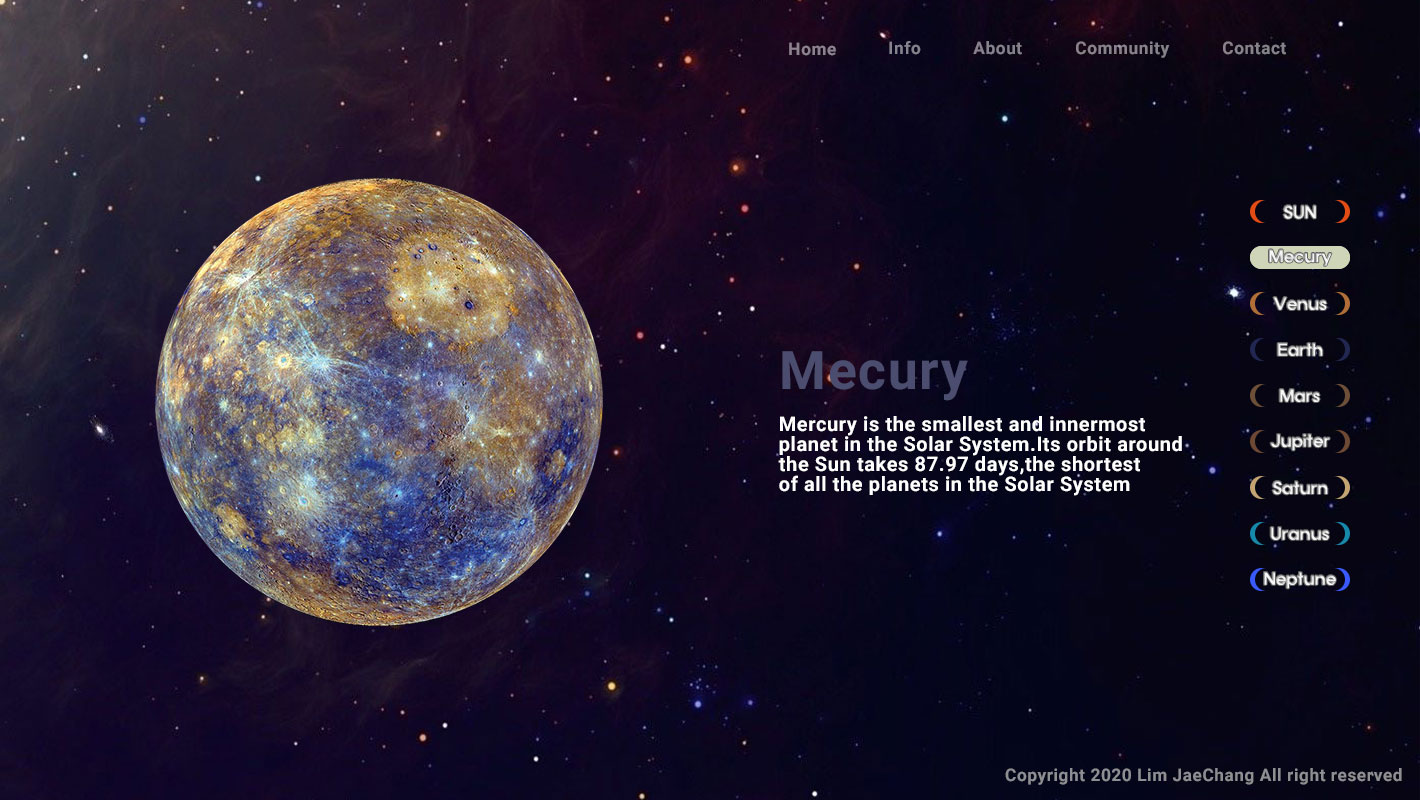 Home Info About Community Contact
SUN
Mecury
Venus
Earth
Mars
Jupiter
Saturn
Uranus
Neptune
Mecury
Mercury is the smallest and innermost
planet in the Solar System.Its orbit around
the Sun takes 87.97 days,the shortest
of all the planets in the Solar System
Copyright 2020 Lim JaeChang All right reserved